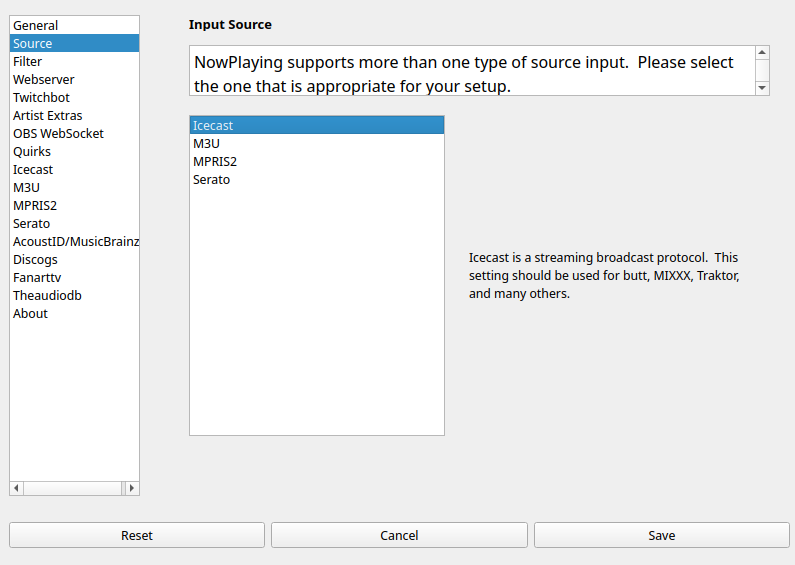 General
Source
Filter
Webserver
Twitchbot
Artist Extras
OBS WebSocket
Quirks
Icecast
M3U
MPRIS2
Serato
AcoustID/MusicBrainz
Discogs
Fanarttv
Theaudiodb
About
Input Source
NowPlaying supports more than one type of source input.  Please select
the one that is appropriate for your setup.
Icecast
M3U
MPRIS2
Serato
Icecast is a streaming broadcast protocol.  This
setting should be used for butt, MIXXX, Traktor,
and many others.
Reset
Cancel
Save